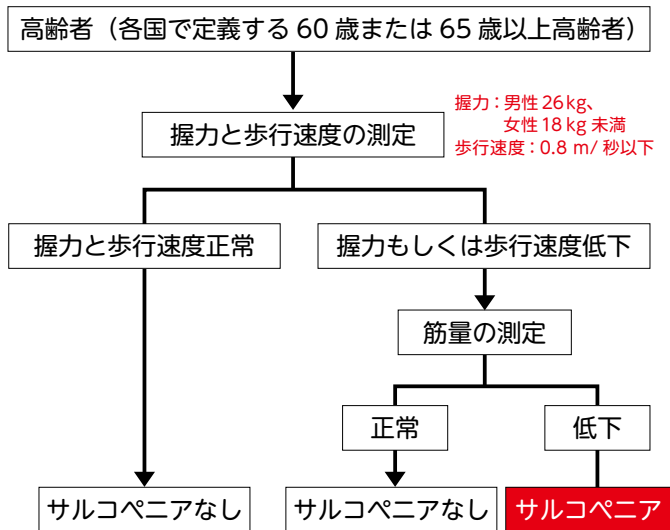 高齢者（各国で定義する 60 歳または 65 歳以上高齢者）
握力と歩行速度の測定
握力：男性 26 kg、
女性 18 kg 未満
歩行速度：0.8 m/ 秒以下
握力と歩行速度正常
握力もしくは歩行速度低下
筋量の測定
正常
低下
サルコペニアなし
サルコペニアなし
サルコペニア